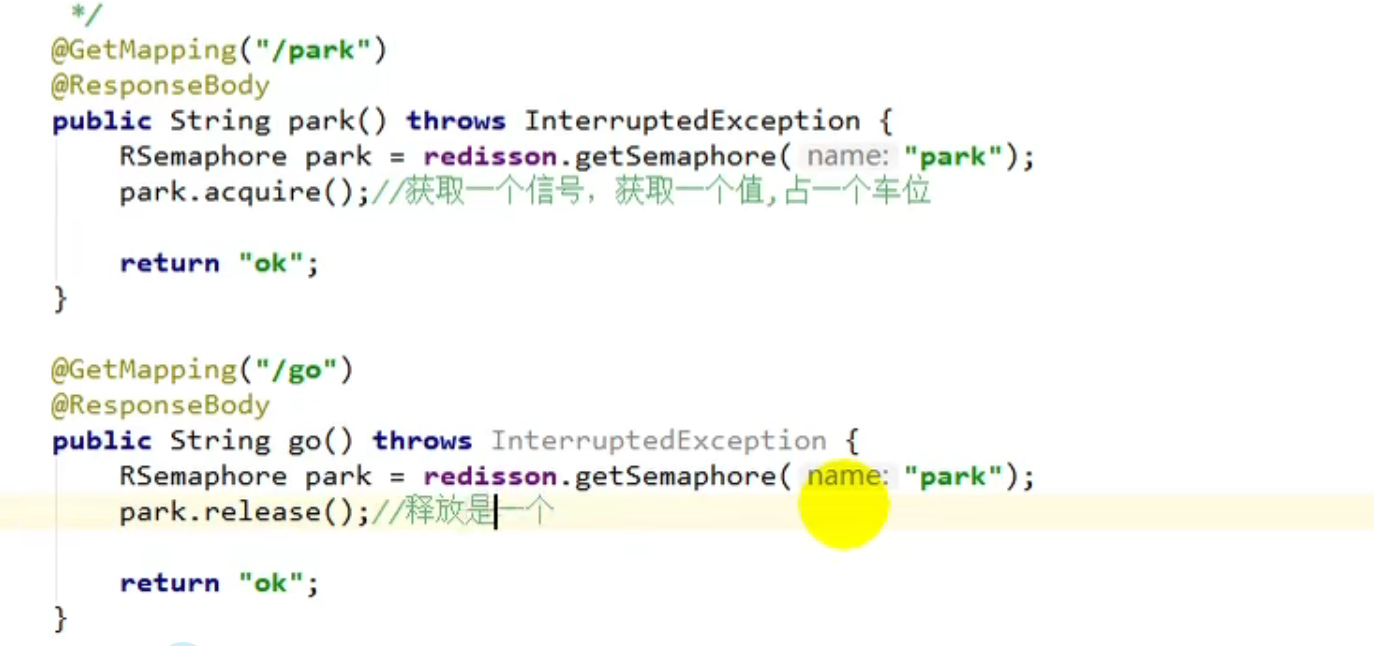 */
@GetMapping("/park")
@ResponseBody
public String park() throws InterruptedException {
RSemaphore park = redisson.getSemaphore( name: "park");
park.acquire();//获取一个信号，获取一个值,占一个车位
return "ok";
}
@GetMapping("/go")
@ResponseBody
public String go() throws InterruptedException {
RSemaphore park = redisson.getSemaphore( name: "park");
park.release();//释放是一个
return "ok";
}